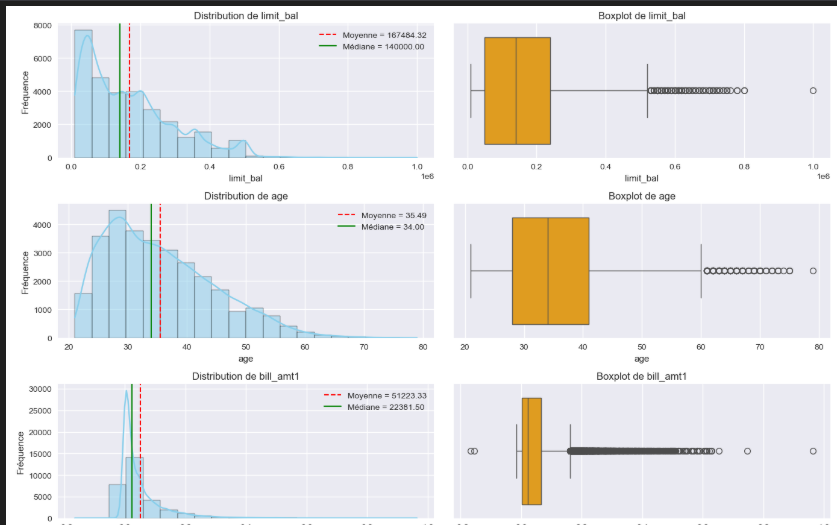 Distribution de limit_bal
Boxplot de limit_bal
8000
6000
4000
2000
0
Fréquence
Moyenne = 167484.32
Médiane = 140000.00
0.0 0.2 0.4 0.6 0.8 1.0
1e6
limit_bal
0.0 0.2 0.4 0.6 0.8 1.0
1e6
limit_bal
Distribution de age
Boxplot de age
4000
3000
2000
1000
0
Fréquence
Moyenne = 35.49
Médiane = 34.00
20 30 40 50 60 70 80
age
20 30 40 50 60 70 80
age
Distribution de bill_amt1
Boxplot de bill_amt1
30000
25000
20000
15000
10000
5000
0
Fréquence
Moyenne = 51223.33
Médiane = 22381.50